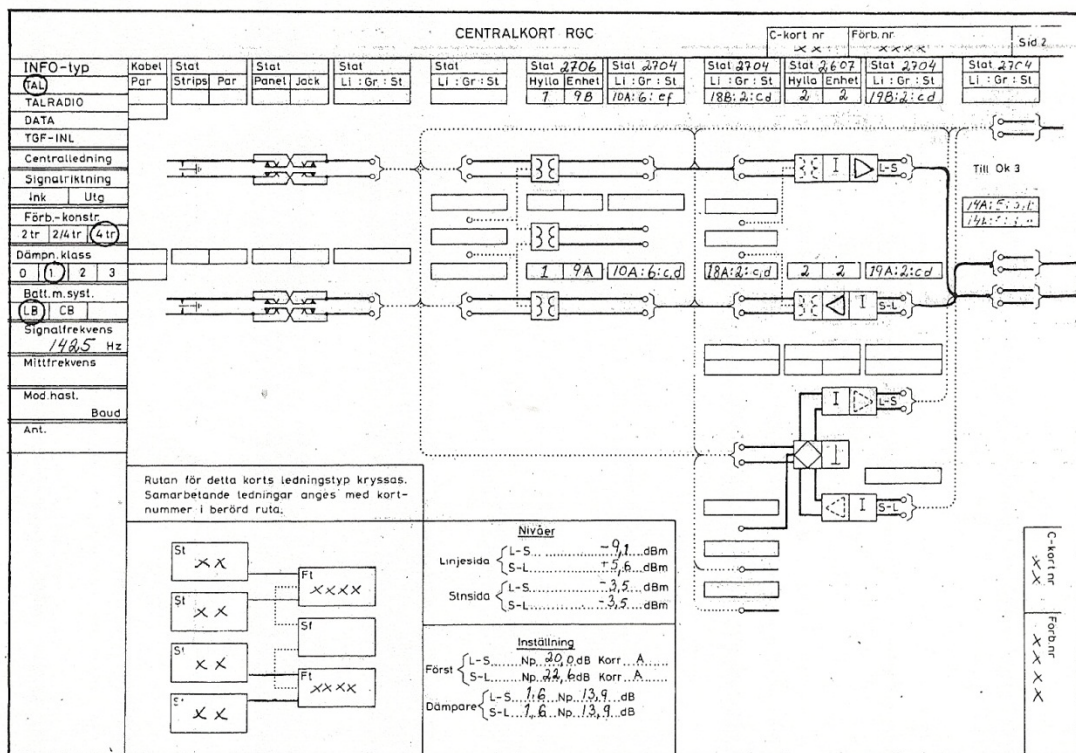 CENTRALKORT RGC
C-kort nr
x x
Förb.nr
x x x x
Sid 2
INFO-typ
TAL
TALRADIO
DATA
TGF-INL
Centralledning
Signalriktning
Ink Utg
Förb.-konstr.
2 tr 2/4 tr 4 tr
Dämpn. klass
0 1 2 3
Batt.m.syst.
LB CB
Signalfrekvens
1425 Hz
Mittfrekvens
Mod.hast.
Baud
Ant.
Kabel Stat Stat Stat Stat Stat 2706 Stat 2704 Stat 2704 Stat 2607 Stat 2704 Stat 2704
Par Strips Par Panel Jack Li : Gr : St Li : Gr : St Hylla Enhet Li : Gr : St Li : Gr : St Hylla Enhet Li : Gr : St Li : Gr : St
1 9B 10A:6:ef 18B:2:cd 2 2 19B:2:cd
I L-S
Till Ök 3
1 9A 10A:6:c,d 18A:2:c,d 2 2 19A:2:cd
I S-L
I L-S
I S-L
Rutan för detta korts ledningstyp kryssas.
Samarbetande ledningar anges med kort-
nummer i berörd ruta.
St
x x
Ft
x x x x
St
x x
St
St
x x
Ft
x x x x
St
x x
Nivåer
Linjesida L-S... -9,1 ...dBm
S-L... +5,6 ...dBm
Stnsida L-S... -3,5 ...dBm
S-L... -3,5 ...dBm
Inställning
Först L-S... Np 20,0 dB Korr A
S-L... Np 22,6 dB Korr A
Dämpare L-S 1,6 Np 13,9 dB
S-L 1,6 Np 13,9 dB
C-kort nr
x x
Förb.nr
x x x x